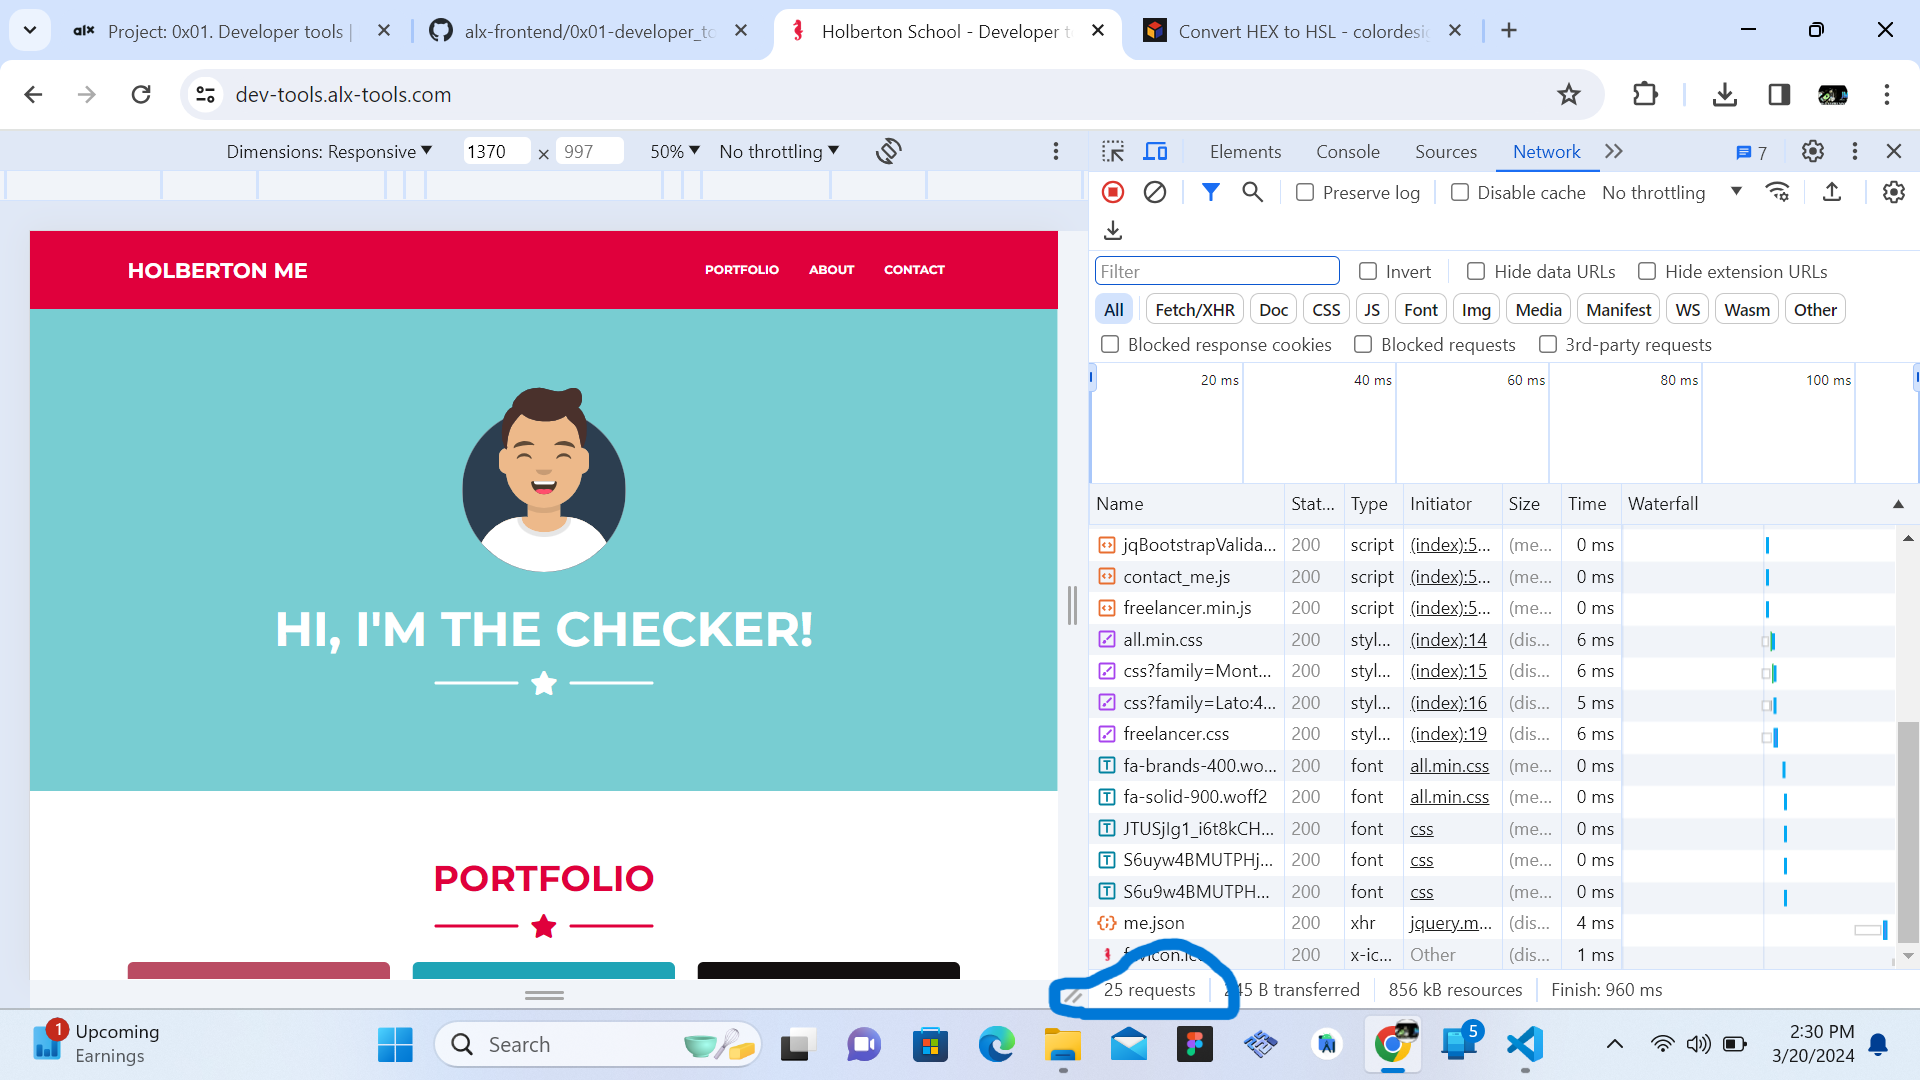 alx Project: 0x01. Developer tools |
alx-frontend/0x01-developer_to
Holberton School - Developer t
Convert HEX to HSL - colordesig
dev-tools.alx-tools.com
Dimensions: Responsive 1370 × 997 50% No throttling
HOLBERTON ME
PORTFOLIO ABOUT CONTACT
HI, I'M THE CHECKER!
PORTFOLIO
Elements Console Sources Network 7
Preserve log Disable cache No throttling
Filter Invert Hide data URLs Hide extension URLs
All Fetch/XHR Doc CSS JS Font Img Media Manifest WS Wasm Other
Blocked response cookies Blocked requests 3rd-party requests
20 ms 40 ms 60 ms 80 ms 100 ms
Name Stat... Type Initiator Size Time Waterfall
jqBootstrapValida... 200 script (index):5... (me... 0 ms
contact_me.js 200 script (index):5... (me... 0 ms
freelancer.min.js 200 script (index):5... (me... 0 ms
all.min.css 200 styl... (index):14 (dis... 6 ms
css?family=Mont... 200 styl... (index):15 (dis... 6 ms
css?family=Lato:4... 200 styl... (index):16 (dis... 5 ms
freelancer.css 200 styl... (index):19 (dis... 6 ms
fa-brands-400.wo... 200 font all.min.css (me... 0 ms
fa-solid-900.woff2 200 font all.min.css (me... 0 ms
JTUSjIg1_i6t8kCH... 200 font css (me... 0 ms
S6uyw4BMUTPHj... 200 font css (me... 0 ms
S6u9w4BMUTPH... 200 font css (me... 0 ms
me.json 200 xhr jquery.m... (dis... 4 ms
200 x-ic... Other (dis... 1 ms
25 requests B transferred 856 kB resources Finish: 960 ms
1 Upcoming
Earnings
Search
5
2:30 PM
3/20/2024